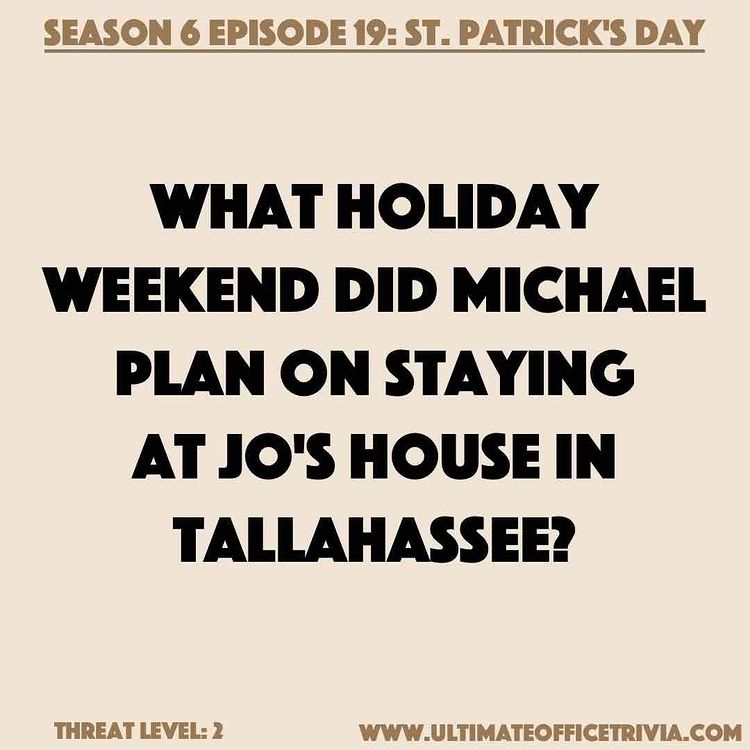 SEASON 6 EPISODE 19: ST. PATRICK'S DAY
WHAT HOLIDAY
WEEKEND DID MICHAEL
PLAN ON STAYING
AT JO'S HOUSE IN
TALLAHASSEE?
THREAT LEVEL: 2
WWW.ULTIMATEOFFICETRIVIA.COM